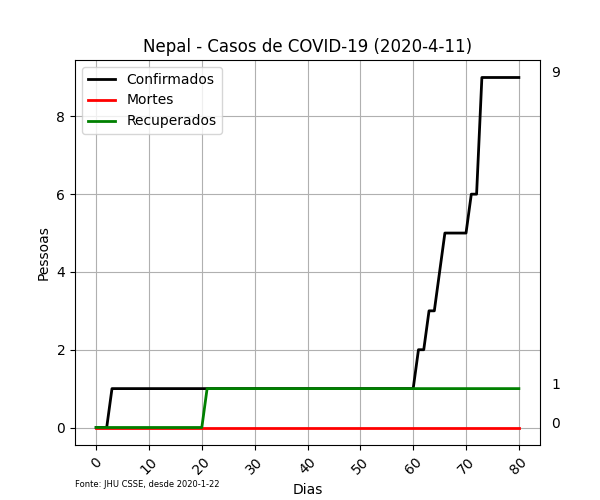 Nepal - Casos de COVID-19 (2020-4-11)
Confirmados
Mortes
Recuperados
Pessoas
8
6
4
2
0
9
1
0
0 10 20 30 40 50 60 70 80
Fonte: JHU CSSE, desde 2020-1-22
Dias